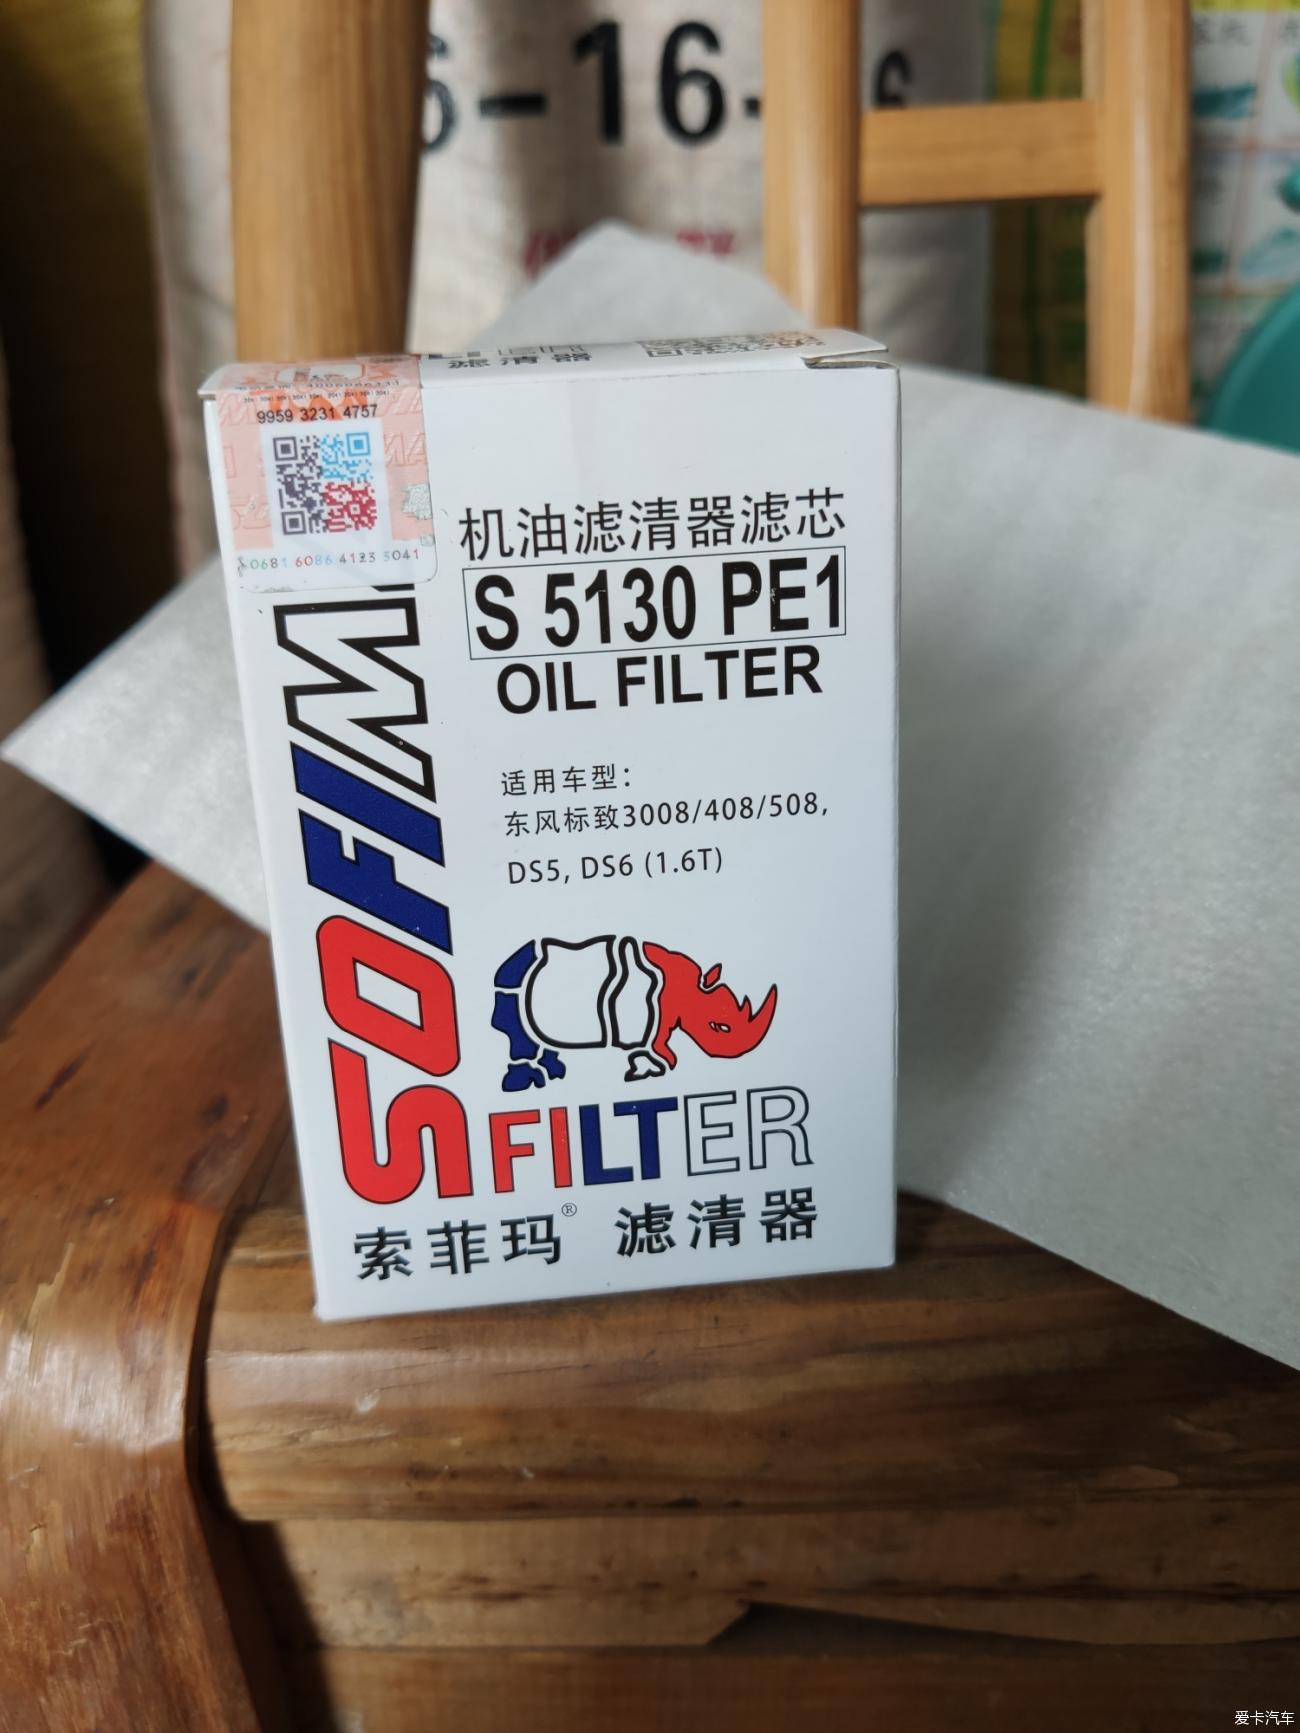 -16-
滤清器
9959 3231 4757
0681 6086 4123 3041
机油滤清器滤芯
S 5130 PE1
OIL FILTER
适用车型：
东风标致3008/408/508,
DS5, DS6 (1.6T)
SOFIM
FILTER
索菲玛® 滤清器
爱卡汽车